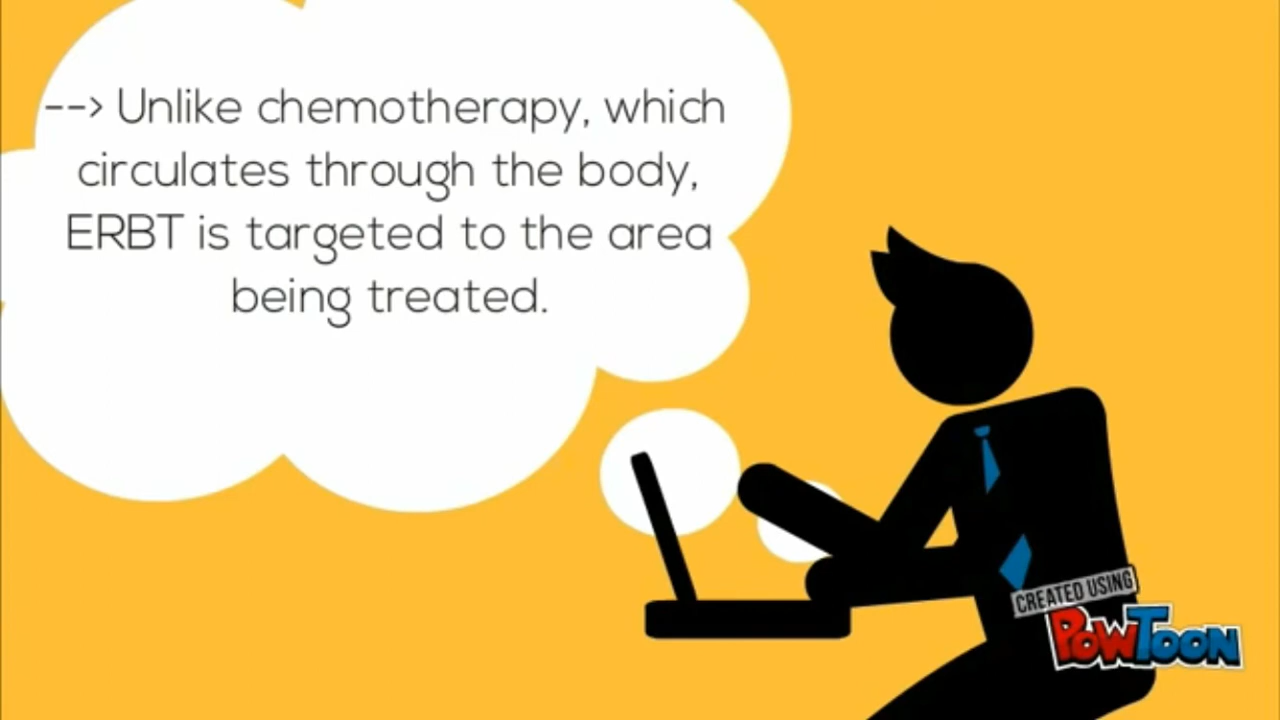 --> Unlike chemotherapy, which
circulates through the body,
ERBT is targeted to the area
being treated.
CREATED USING
POWTOON